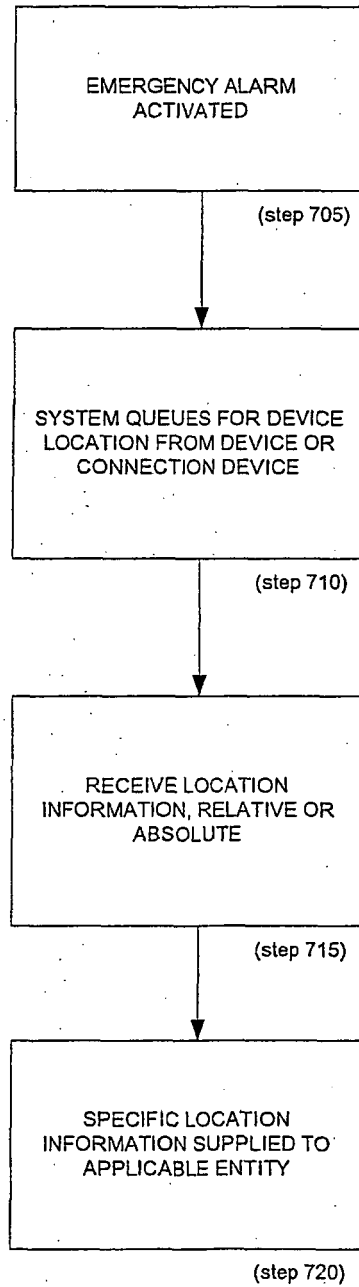 EMERGENCY ALARM
ACTIVATED
(step 705)
SYSTEM QUEUES FOR DEVICE
LOCATION FROM DEVICE OR
CONNECTION DEVICE
(step 710)
RECEIVE LOCATION
INFORMATION, RELATIVE OR
ABSOLUTE
(step 715)
SPECIFIC LOCATION
INFORMATION SUPPLIED TO
APPLICABLE ENTITY
(step 720)